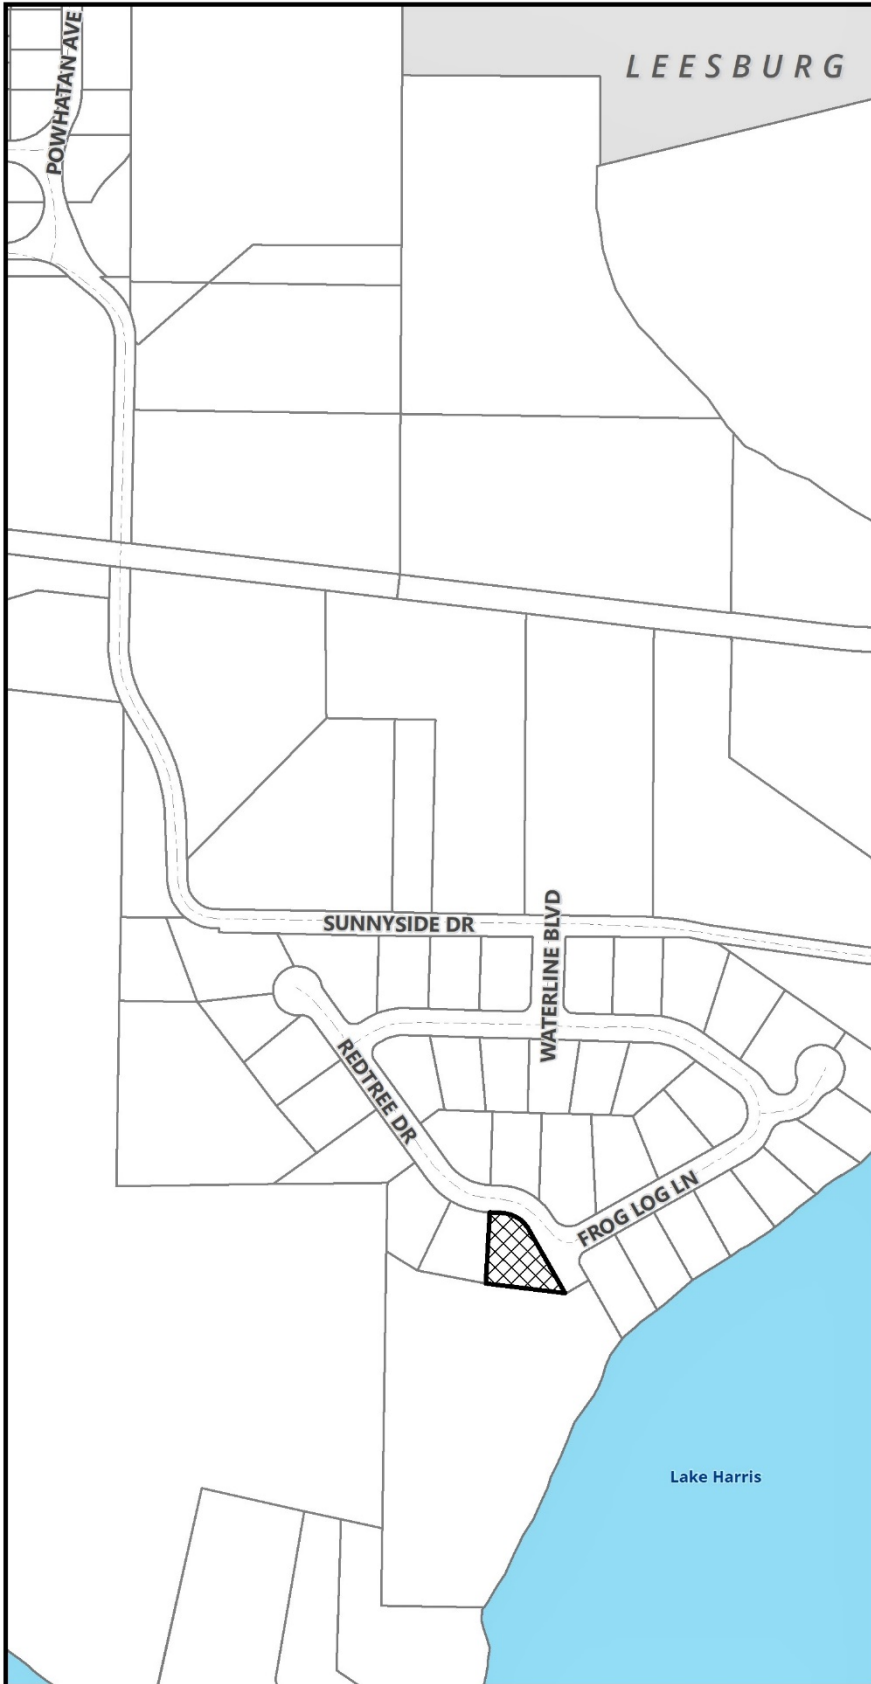 LEESBURG
POWHATAN AVE
SUNNYSIDE DR
WATERLINE BLVD
REDTREE DR
FROG LOG LN
Lake Harris